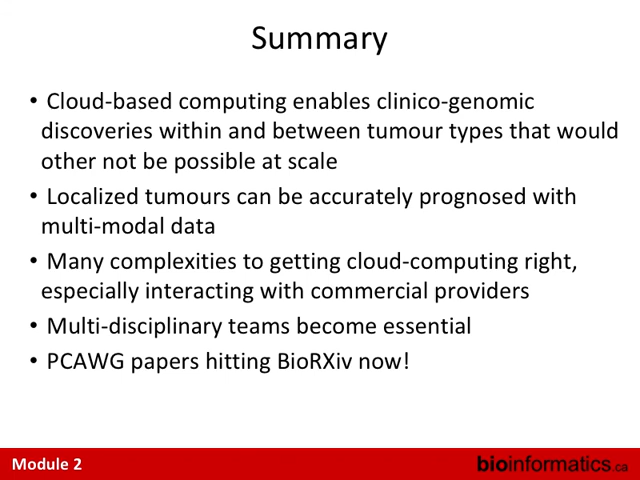 Summary
• Cloud-based computing enables clinico-genomic
discoveries within and between tumour types that would
other not be possible at scale
• Localized tumours can be accurately prognosed with
multi-modal data
• Many complexities to getting cloud-computing right,
especially interacting with commercial providers
• Multi-disciplinary teams become essential
• PCAWG papers hitting BioRXiv now!
Module 2
bioinformatics.ca